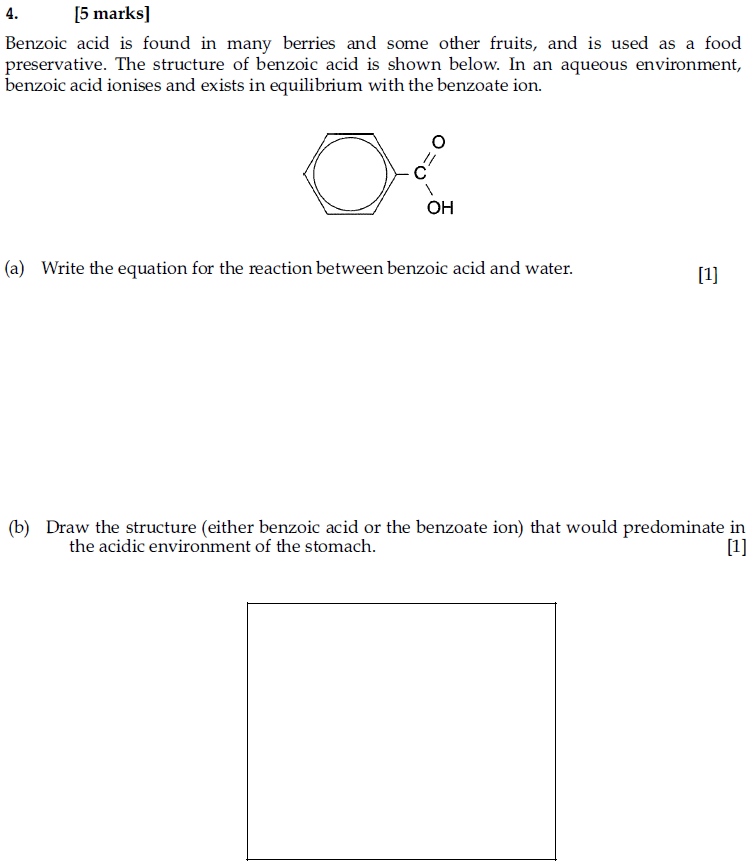 4. [5 marks]
Benzoic acid is found in many berries and some other fruits, and is used as a food
preservative. The structure of benzoic acid is shown below. In an aqueous environment,
benzoic acid ionises and exists in equilibrium with the benzoate ion.
O
C
OH
(a) Write the equation for the reaction between benzoic acid and water. [1]
(b) Draw the structure (either benzoic acid or the benzoate ion) that would predominate in
the acidic environment of the stomach. [1]